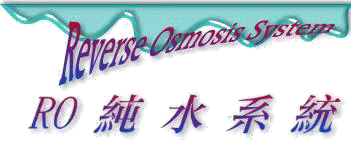 Reverse Osmosis System
RO 純水系統